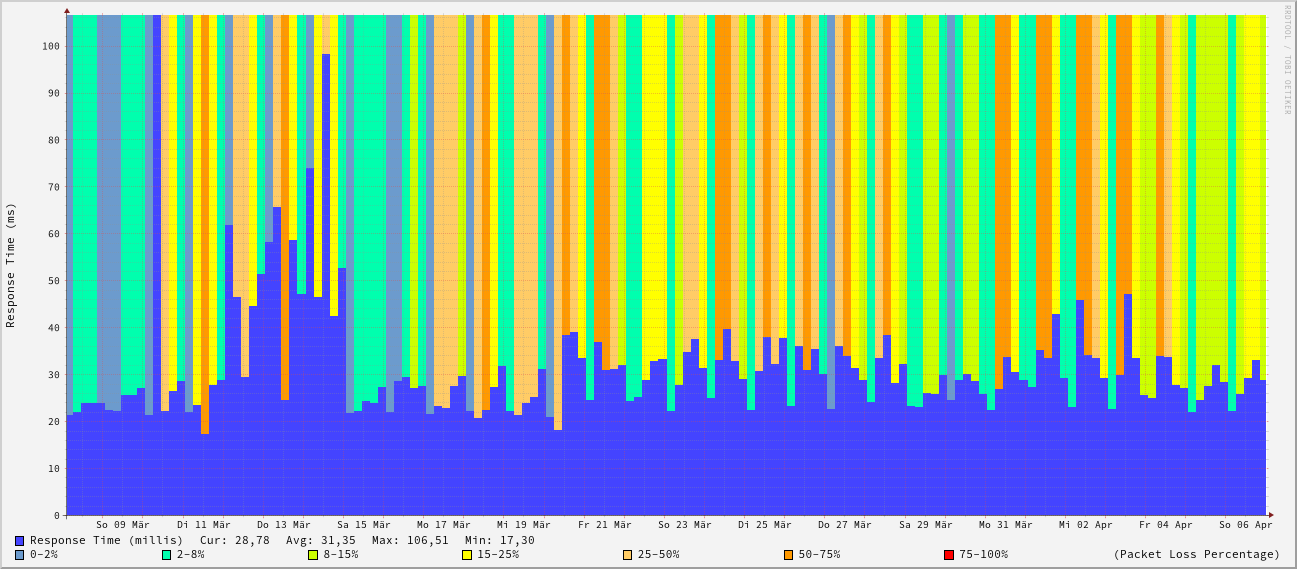 RRDTOOL / TOBI OETIKER
Response Time (ms)
100
90
80
70
60
50
40
30
20
10
0
So 09 Mär Di 11 Mär Do 13 Mär Sa 15 Mär Mo 17 Mär Mi 19 Mär Fr 21 Mär So 23 Mär Di 25 Mär Do 27 Mär Sa 29 Mär Mo 31 Mär Mi 02 Apr Fr 04 Apr So 06 Apr
Response Time (millis) Cur: 28,78 Avg: 31,35 Max: 106,51 Min: 17,30
0-2% 2-8% 8-15% 15-25% 25-50% 50-75% 75-100% (Packet Loss Percentage)